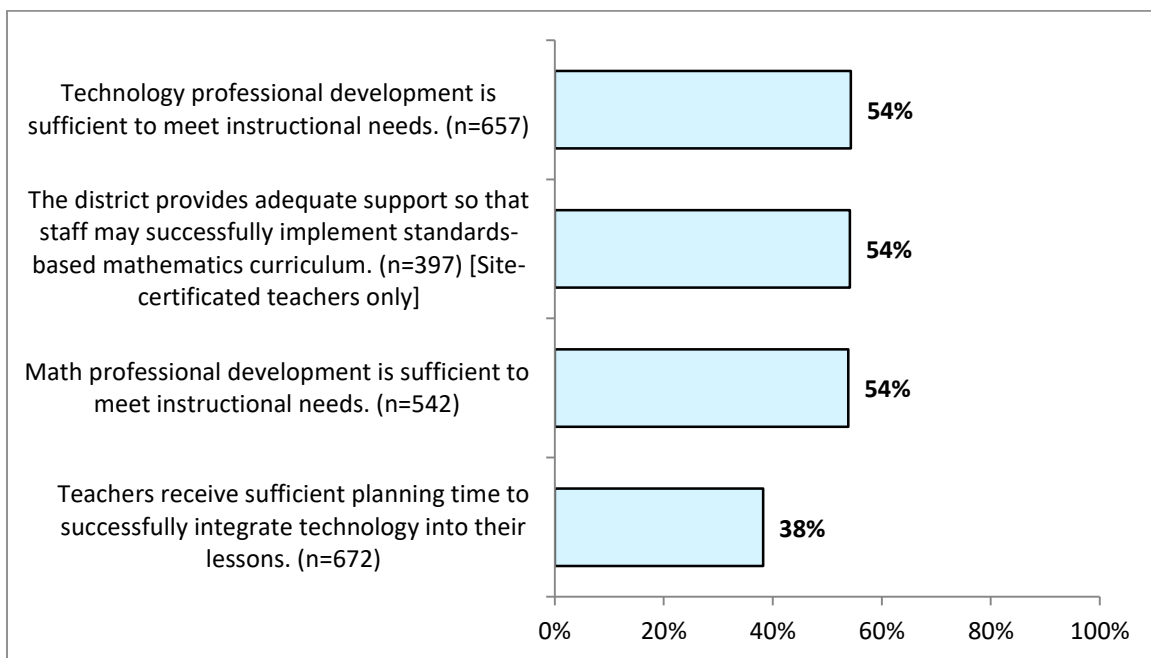 Technology professional development is
sufficient to meet instructional needs. (n=657)
54%
The district provides adequate support so that
staff may successfully implement standards-
based mathematics curriculum. (n=397) [Site-
certificated teachers only]
54%
Math professional development is sufficient to
meet instructional needs. (n=542)
54%
Teachers receive sufficient planning time to
successfully integrate technology into their
lessons. (n=672)
38%
0% 20% 40% 60% 80% 100%